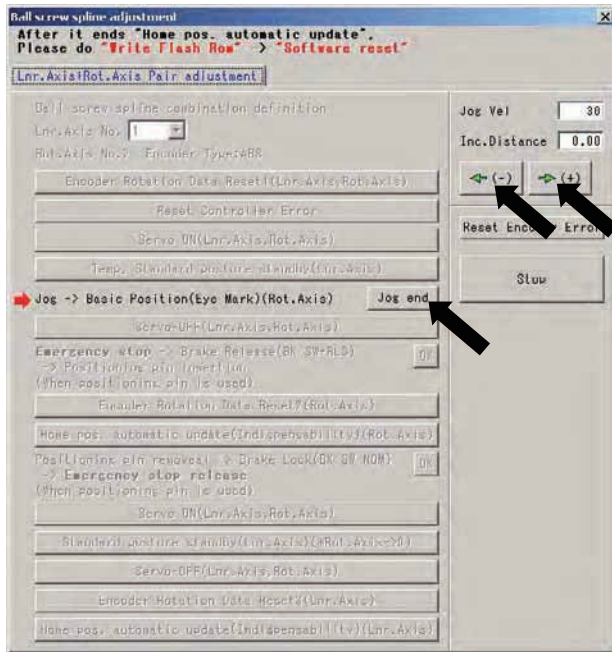 Ball screw spline adjustment
After it ends "Home pos. automatic update",
Please do "Write Flash Rom" -> "Software reset"
Lnr.Axis+Rot.Axis Pair adjustment
Ball screw spline combination definition
Lnr.Axis No. 1
Rot.Axis No.2 Encoder Type:ABS
Encoder Rotation Data Reset1(Lnr.Axis,Rot.Axis)
Reset Controller Error
Servo ON(Lnr.Axis,Rot.Axis)
Temp. Standard posture standby(Lnr.Axis)
Jog -> Basic Position(Eye Mark)(Rot.Axis) Jog end
Servo-OFF(Lnr.Axis,Rot.Axis)
Emergency stop -> Brake Release(BK SW-RLS) OK
-> Positioning pin insertion
(When positioning pin is used)
Encoder Rotation Data Reset2(Rot.Axis)
Home pos. automatic update(Indispensability)(Rot.Axis)
Positioning pin removal -> Brake Lock(BK SW NOM) OK
-> Emergency stop release
(When positioning pin is used)
Servo ON(Lnr.Axis,Rot.Axis)
Standard posture standby(Lnr.Axis)(*Rot.Axis->0)
Servo-OFF(Lnr.Axis,Rot.Axis)
Encoder Rotation Data Reset2(Lnr.Axis)
Home pos. automatic update(Indispensability)(Lnr.Axis)
Jog Vel 30
Inc.Distance 0.00
(-) (+)
Reset Error
Stop